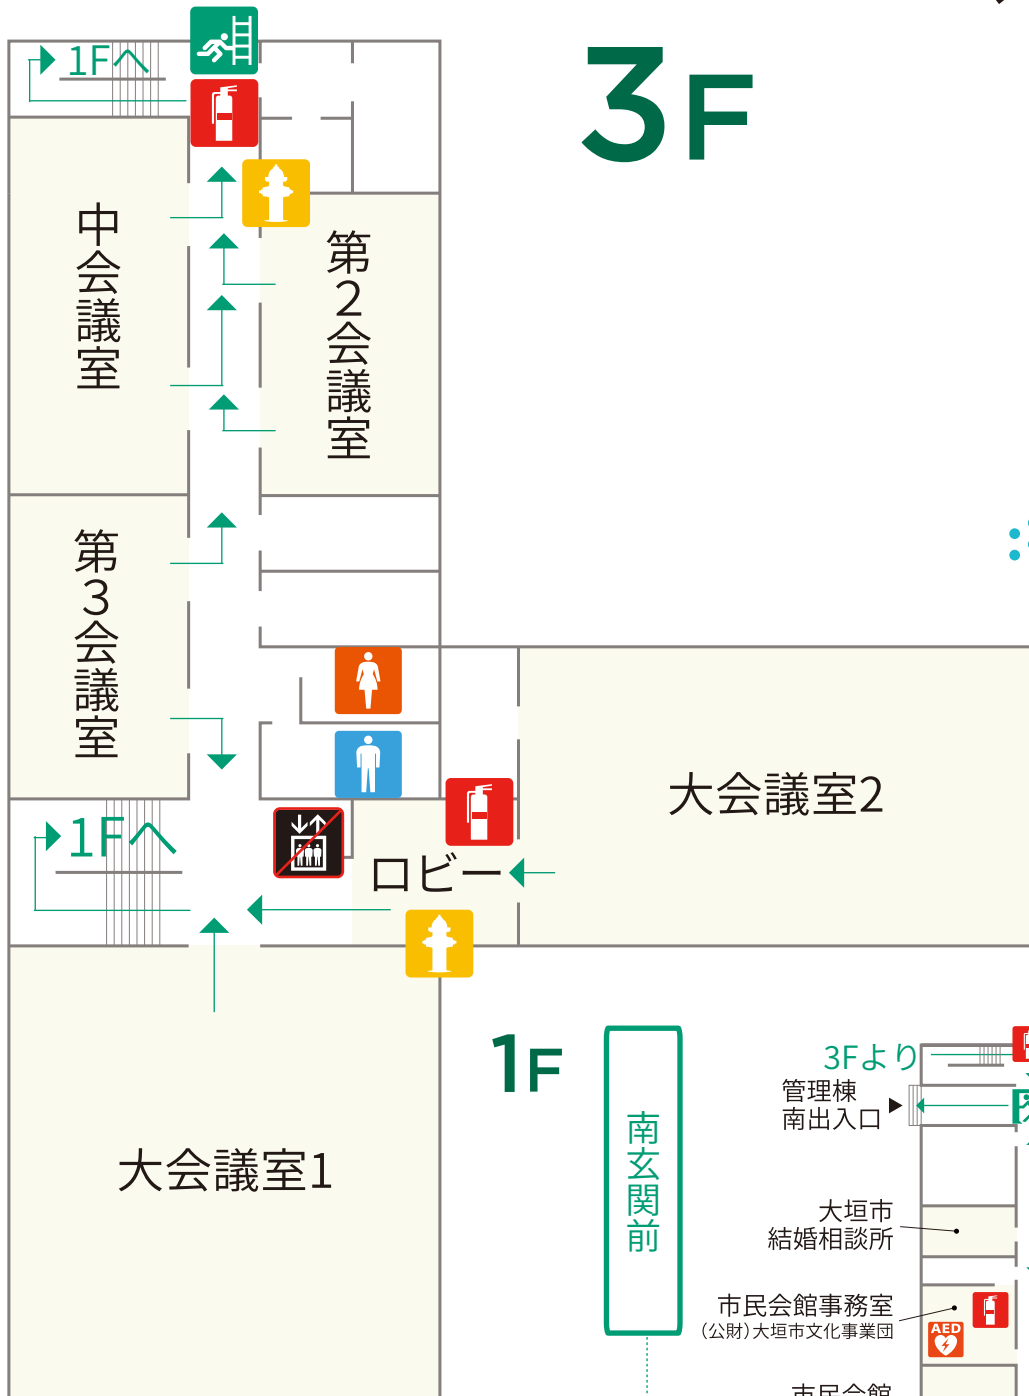 3F
1Fへ
中会議室
第2会議室
第3会議室
大会議室2
1Fへ
ロビー
大会議室1
1F
南玄関前
3Fより
管理棟
南出入口
大垣市
結婚相談所
市民会館事務室
(公財)大垣市文化事業団
AED
市民会館